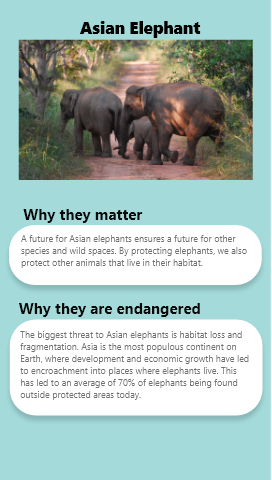 Asian Elephant
Why they matter
A future for Asian elephants ensures a future for other
species and wild spaces. By protecting elephants, we also
protect other animals that live in their habitat.
Why they are endangered
The biggest threat to Asian elephants is habitat loss and
fragmentation. Asia is the most populous continent on
Earth, where development and economic growth have led
to encroachment into places where elephants live. This
has led to an average of 70% of elephants being found
outside protected areas today.